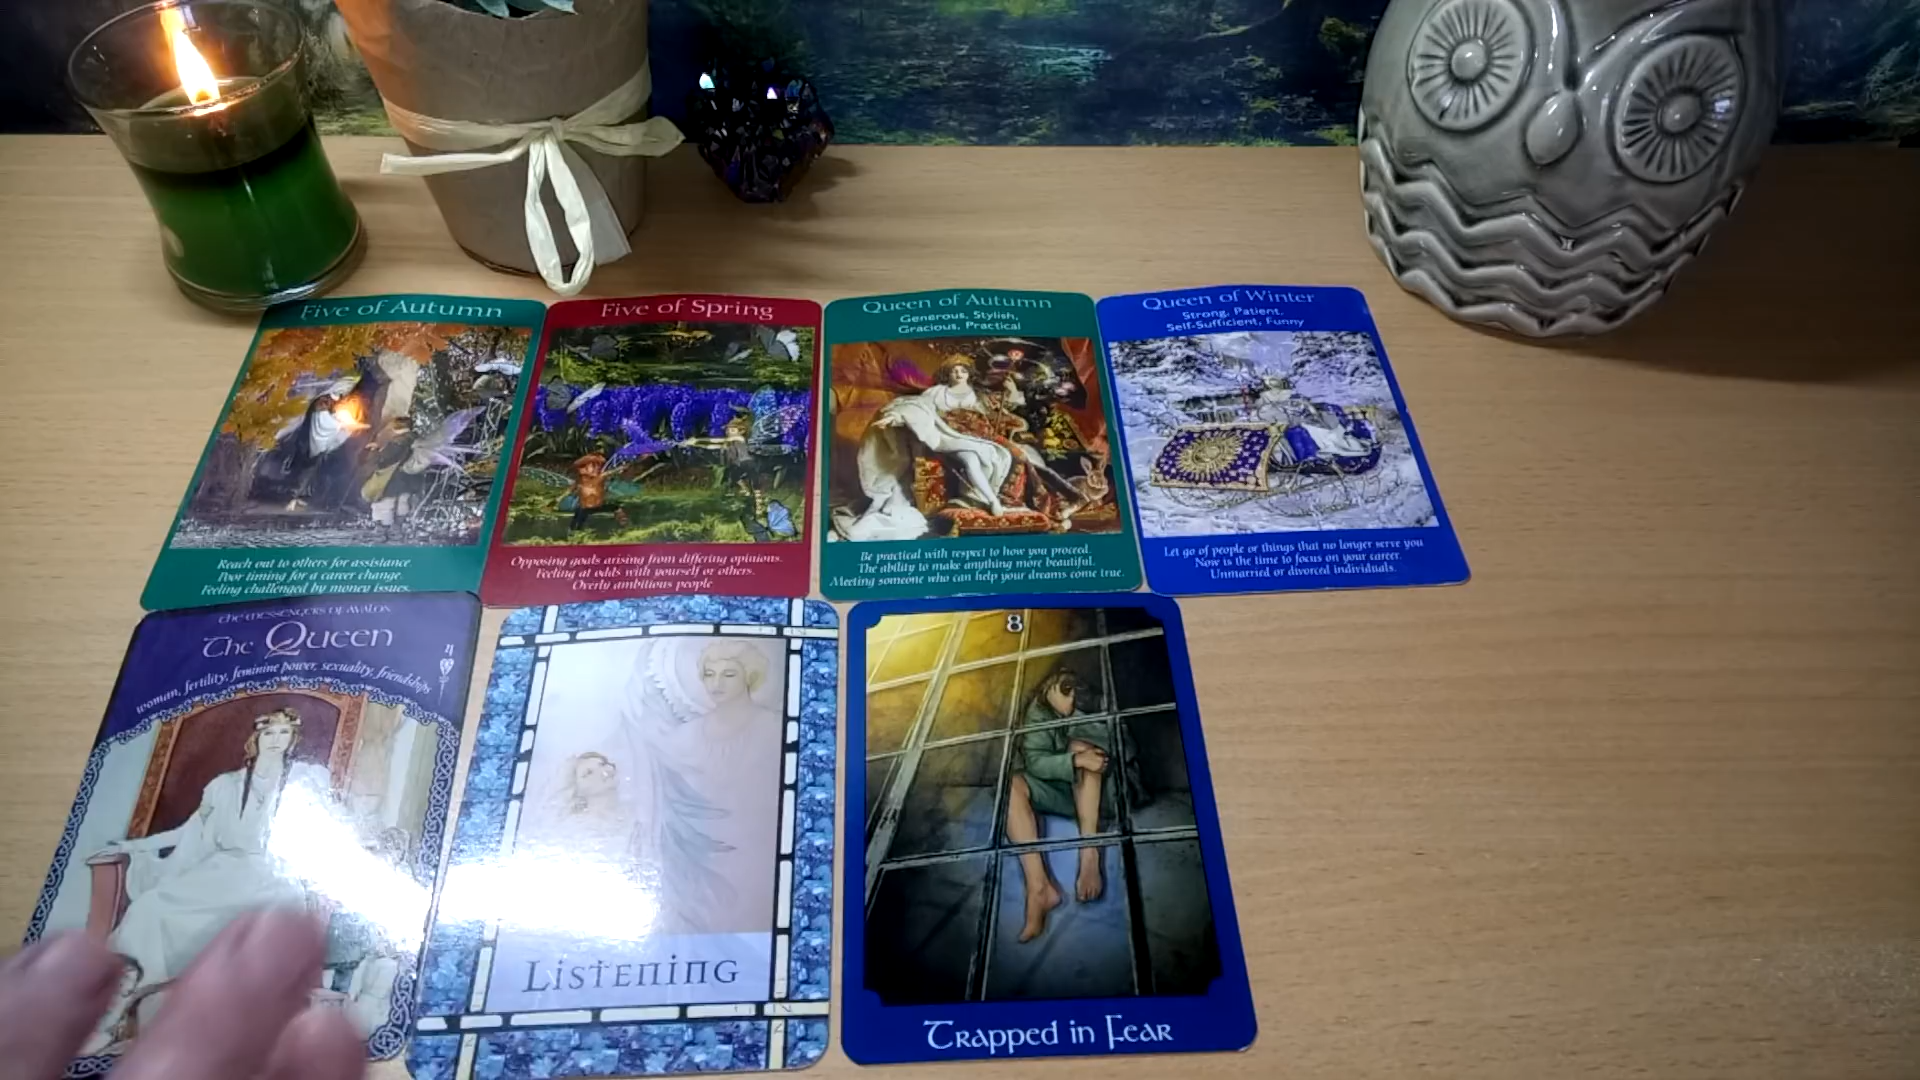 Five of Autumn
Reach out to others for assistance.
Poor timing for a career change.
Feeling challenged by money issues.
Five of Spring
Opposing goals arising from differing opinions.
Feeling at odds with yourself or others.
Overly ambitious people
Queen of Autumn
Generous, Stylish,
Gracious, Practical
Be practical with respect to how you proceed.
The ability to make anything more beautiful.
Meeting someone who can help your dreams come true.
Queen of Winter
Strong, Patient,
Self-Sufficient, Funny
Let go of people or things that no longer serve you
Now is the time to focus on your career.
Unmarried or divorced individuals.
The Messengers of Avalon
The Queen
woman, fertility, feminine power, sexuality, friendships
Listening
8
Trapped in Fear